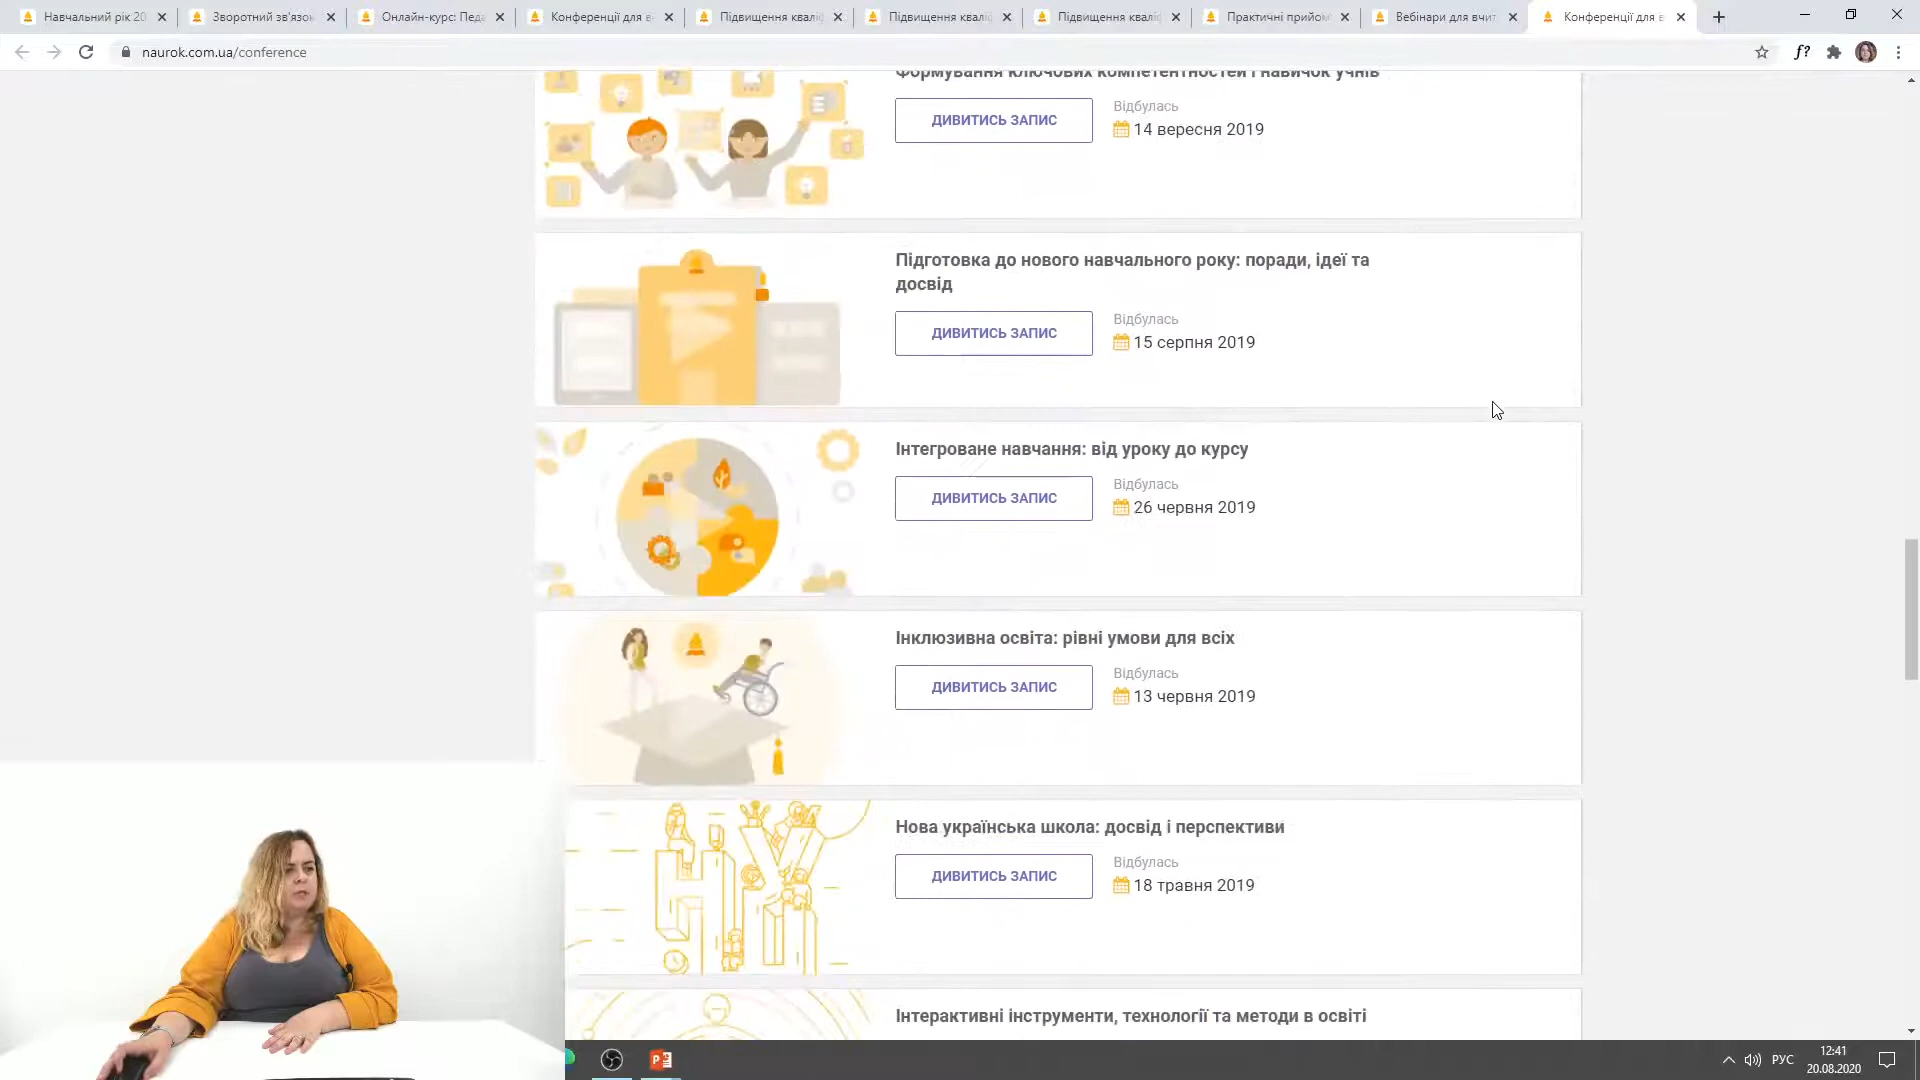 Навчальний рік 20
Зворотний зв'язок
Онлайн-курс: Педа
Конференції для в
Підвищення кваліф
Підвищення кваліф
Підвищення кваліф
Практичні прийом
Вебінари для вчит
Конференції для в
naurok.com.ua/conference
f?
Формування ключових компетентностей і навичок учнів
ДИВИТИСЬ ЗАПИС
Відбулась
14 вересня 2019
Підготовка до нового навчального року: поради, ідеї та
досвід
ДИВИТИСЬ ЗАПИС
Відбулась
15 серпня 2019
Інтегроване навчання: від уроку до курсу
ДИВИТИСЬ ЗАПИС
Відбулась
26 червня 2019
Інклюзивна освіта: рівні умови для всіх
ДИВИТИСЬ ЗАПИС
Відбулась
13 червня 2019
Нова українська школа: досвід і перспективи
ДИВИТИСЬ ЗАПИС
Відбулась
18 травня 2019
Інтерактивні інструменти, технології та методи в освіті
РУС
12:41
20.08.2020